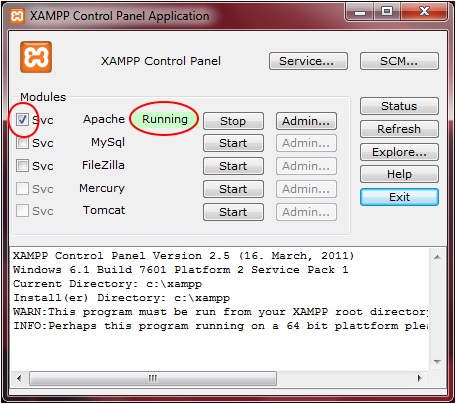 XAMPP Control Panel Application
XAMPP Control Panel
Service...
SCM...
Modules
Svc Apache Running Stop Admin...
Svc MySql Start Admin...
Svc FileZilla Start Admin...
Svc Mercury Start Admin...
Svc Tomcat Start Admin...
Status
Refresh
Explore...
Help
Exit
XAMPP Control Panel Version 2.5 (16. March, 2011)
Windows 6.1 Build 7601 Platform 2 Service Pack 1
Current Directory: c:\xampp
Install(er) Directory: c:\xampp
WARN:This program must be run from your XAMPP root directory
INFO:Perhaps this program running on a 64 bit plattform plea